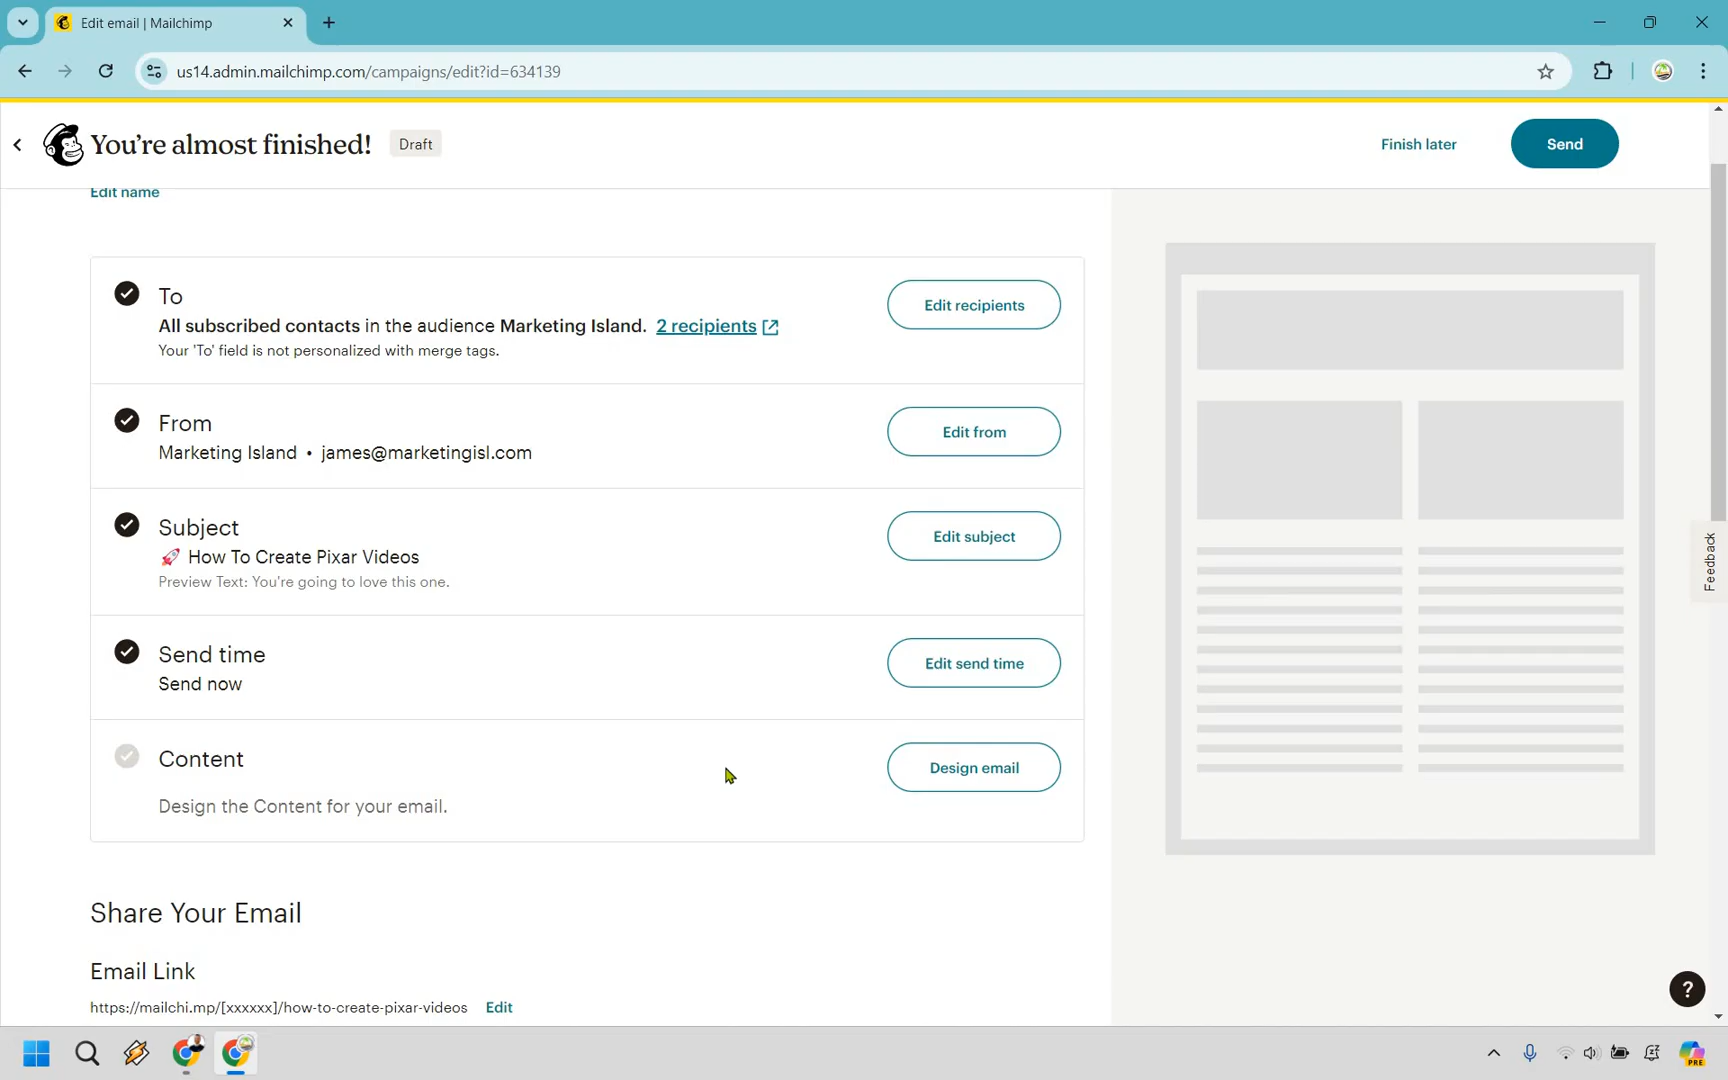 Edit email | Mailchimp
us14.admin.mailchimp.com/campaigns/edit?id=634139
You're almost finished!
Draft
Finish later
Send
Edit name
To
All subscribed contacts in the audience Marketing Island. 2 recipients
Your 'To' field is not personalized with merge tags.
Edit recipients
From
Marketing Island • james@marketingisl.com
Edit from
Subject
🚀 How To Create Pixar Videos
Preview Text: You're going to love this one.
Edit subject
Send time
Send now
Edit send time
Content
Design the Content for your email.
Design email
Feedback
Share Your Email
Email Link
https://mailchi.mp/[xxxxxx]/how-to-create-pixar-videos Edit
?
PRE